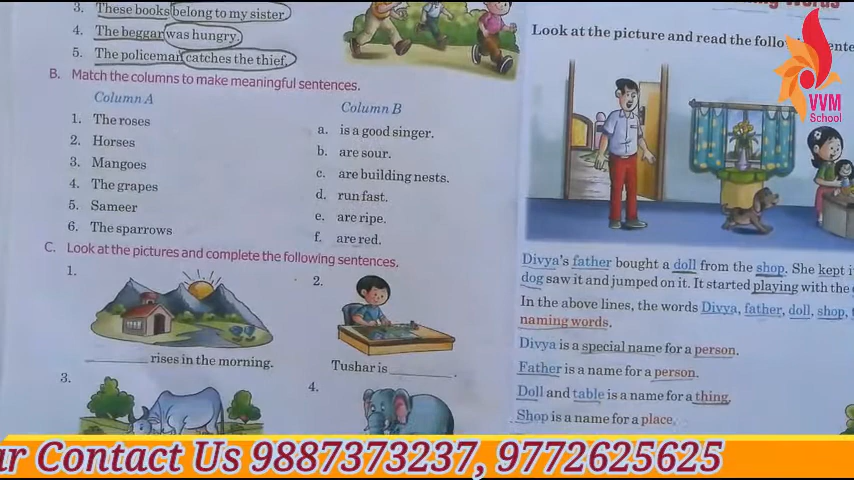 3. These books belong to my sister.
4. The beggar was hungry.
5. The policeman catches the thief.
B. Match the columns to make meaningful sentences.
Column A
1. The roses
2. Horses
3. Mangoes
4. The grapes
5. Sameer
6. The sparrows
Column B
a. is a good singer.
b. are sour.
c. are building nests.
d. run fast.
e. are ripe.
f. are red.
C. Look at the pictures and complete the following sentences.
1.
2.
________ rises in the morning.
Tushar is ________.
3.
4.
Words
Look at the picture and read the
VVM
School
Divya's father bought a doll from the shop. She kept
dog saw it and jumped on it. It started playing with the
In the above lines, the words Divya, father, doll, shop,
naming words.
Divya is a special name for a person.
Father is a name for a person.
Doll and table is a name for a thing.
Shop is a name for a place.
Contact Us 9887373237, 9772625625